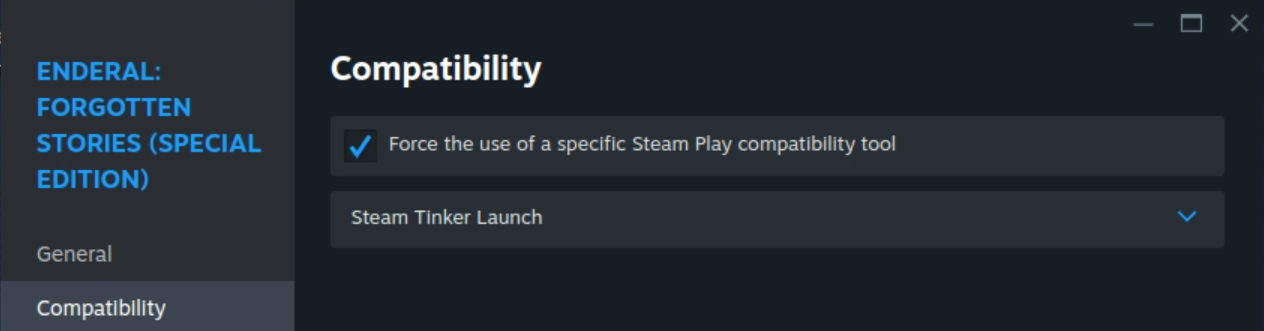 ENDERAL:
FORGOTTEN
STORIES (SPECIAL
EDITION)
General
Compatibility
Compatibility
Force the use of a specific Steam Play compatibility tool
Steam Tinker Launch